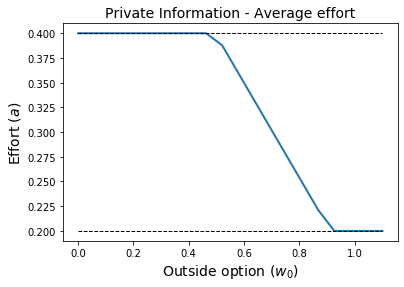 Private Information - Average effort
Effort (a)
0.400
0.375
0.350
0.325
0.300
0.275
0.250
0.225
0.200
0.0 0.2 0.4 0.6 0.8 1.0
Outside option (w₀)